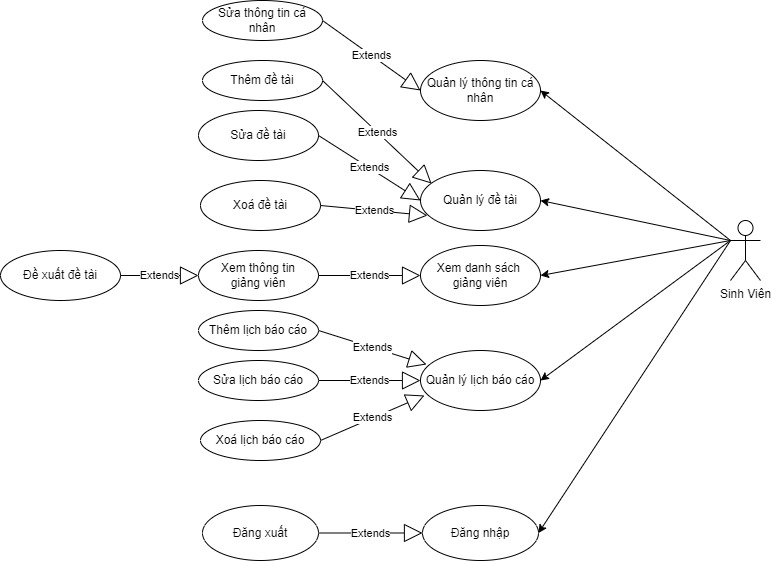 Sửa thông tin cá
nhân
Extends
Quản lý thông tin cá
nhân
Thêm đề tài
Extends
Sửa đề tài
Extends
Xoá đề tài
Extends
Quản lý đề tài
Đề xuất đề tài
Extends
Xem thông tin
giảng viên
Extends
Xem danh sách
giảng viên
Sinh Viên
Thêm lịch báo cáo
Extends
Sửa lịch báo cáo
Extends
Quản lý lịch báo cáo
Xoá lịch báo cáo
Extends
Đăng xuất
Extends
Đăng nhập